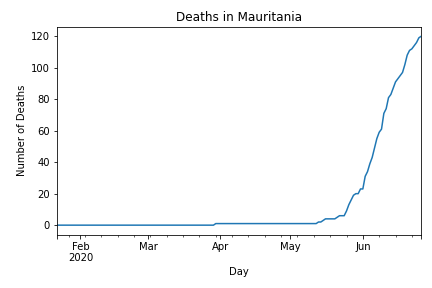 Deaths in Mauritania
120
100
80
60
40
20
0
Number of Deaths
Feb
2020
Mar
Apr
May
Jun
Day